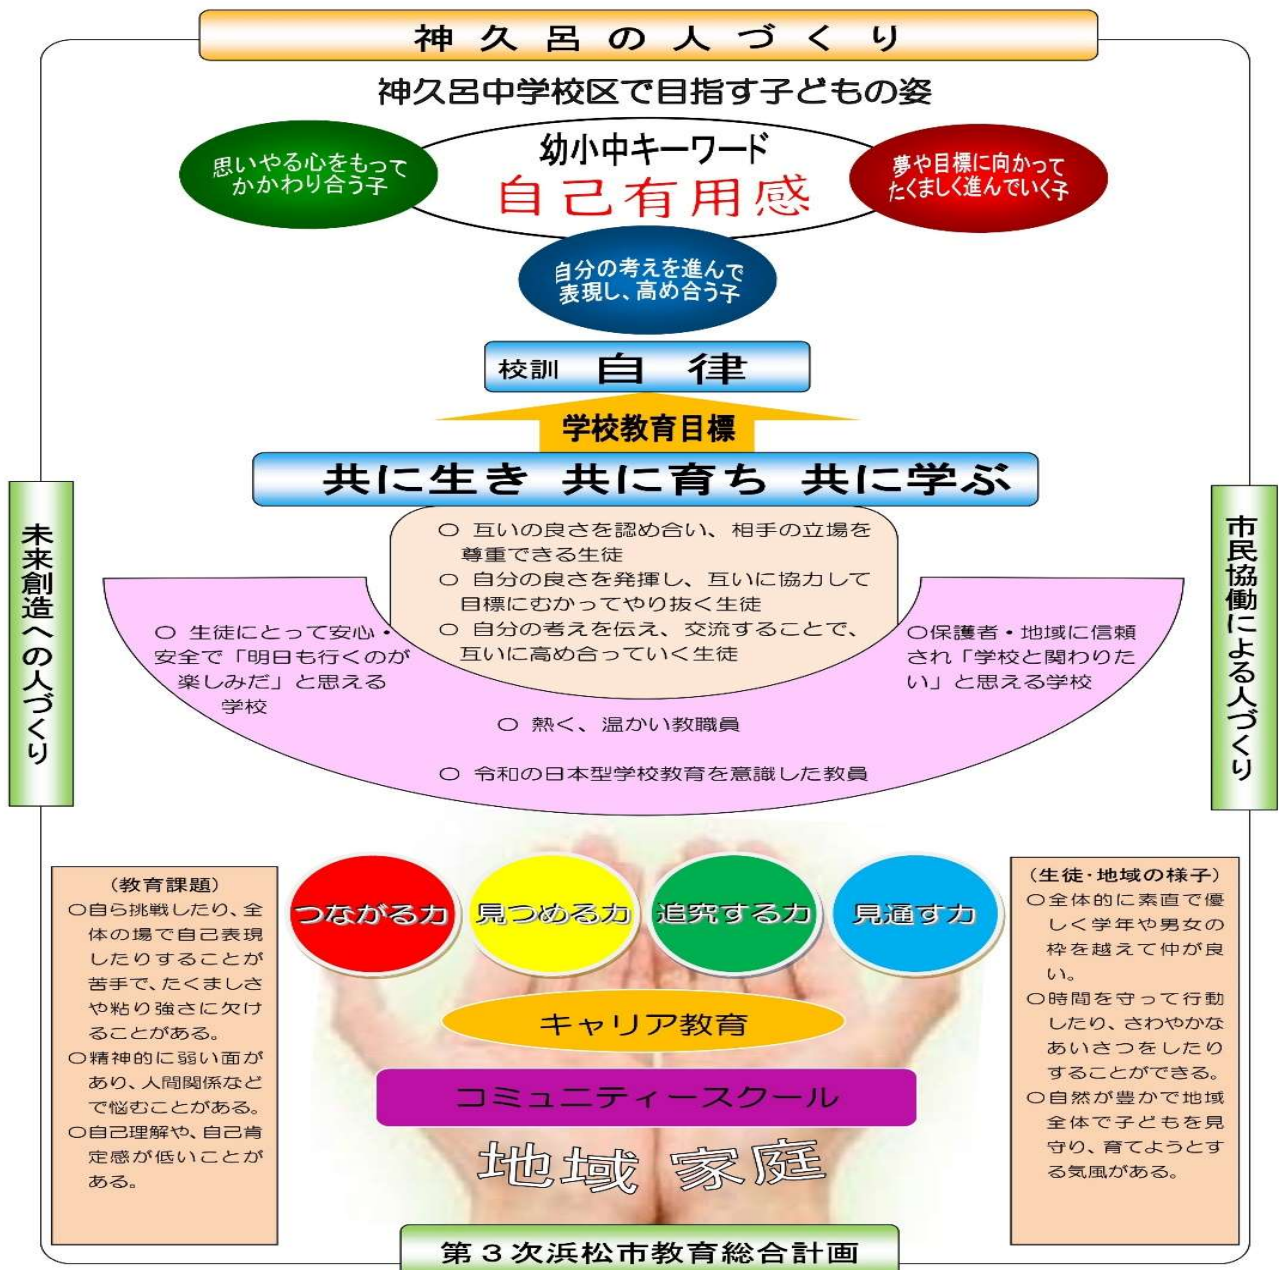 神久呂の人づくり
神久呂中学校区で目指す子どもの姿
幼小中キーワード
自己有用感
思いやる心をもって
かかわり合う子
夢や目標に向かって
たくましく進んでいく子
自分の考えを進んで
表現し、高め合う子
校訓 自律
学校教育目標
共に生き 共に育ち 共に学ぶ
○ 互いの良さを認め合い、相手の立場を
尊重できる生徒
○ 自分の良さを発揮し、互いに協力して
目標にむかってやり抜く生徒
○ 自分の考えを伝え、交流することで、
互いに高め合っていく生徒
○ 生徒にとって安心・
安全で「明日も行くのが
楽しみだ」と思える
学校
○保護者・地域に信頼
され「学校と関わりた
い」と思える学校
○ 熱く、温かい教職員
○ 令和の日本型学校教育を意識した教員
未来創造への人づくり
市民協働による人づくり
つながる力
見つめる力
追究する力
見通す力
キャリア教育
コミュニティースクール
地域 家庭
(教育課題)
○自ら挑戦したり、全
体の場で自己表現
したりすることが
苦手で、たくましさ
や粘り強さに欠け
ることがある。
○精神的に弱い面が
あり、人間関係など
で悩むことがある。
○自己理解や、自己肯
定感が低いことが
ある。
(生徒・地域の様子)
○全体的に素直で優
しく学年や男女の
枠を越えて仲が良
い。
○時間を守って行動
したり、さわやかな
あいさつをしたり
することができる。
○自然が豊かで地域
全体で子どもを見
守り、育てようとす
る気風がある。
第3次浜松市教育総合計画